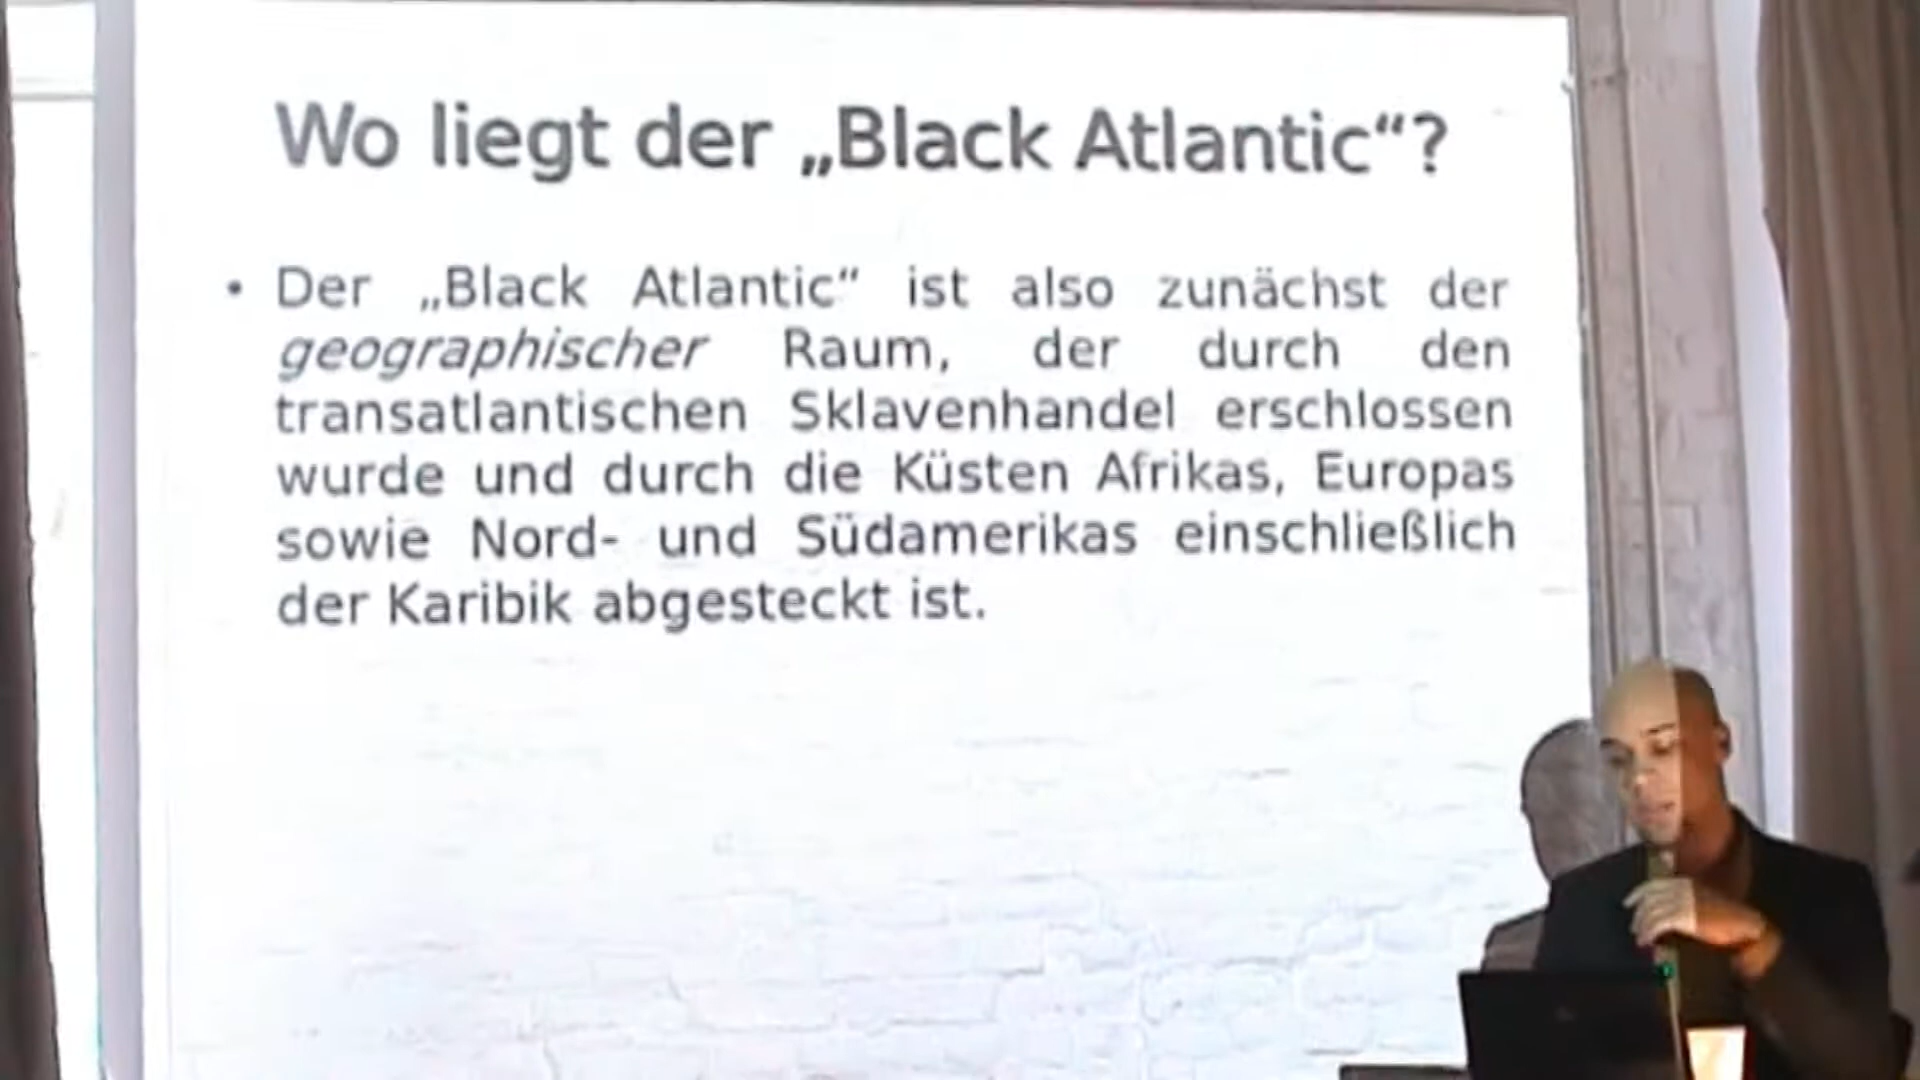 Wo liegt der „Black Atlantic“?
• Der „Black Atlantic“ ist also zunächst der
geographischer Raum, der durch den
transatlantischen Sklavenhandel erschlossen
wurde und durch die Küsten Afrikas, Europas
sowie Nord- und Südamerikas einschließlich
der Karibik abgesteckt ist.